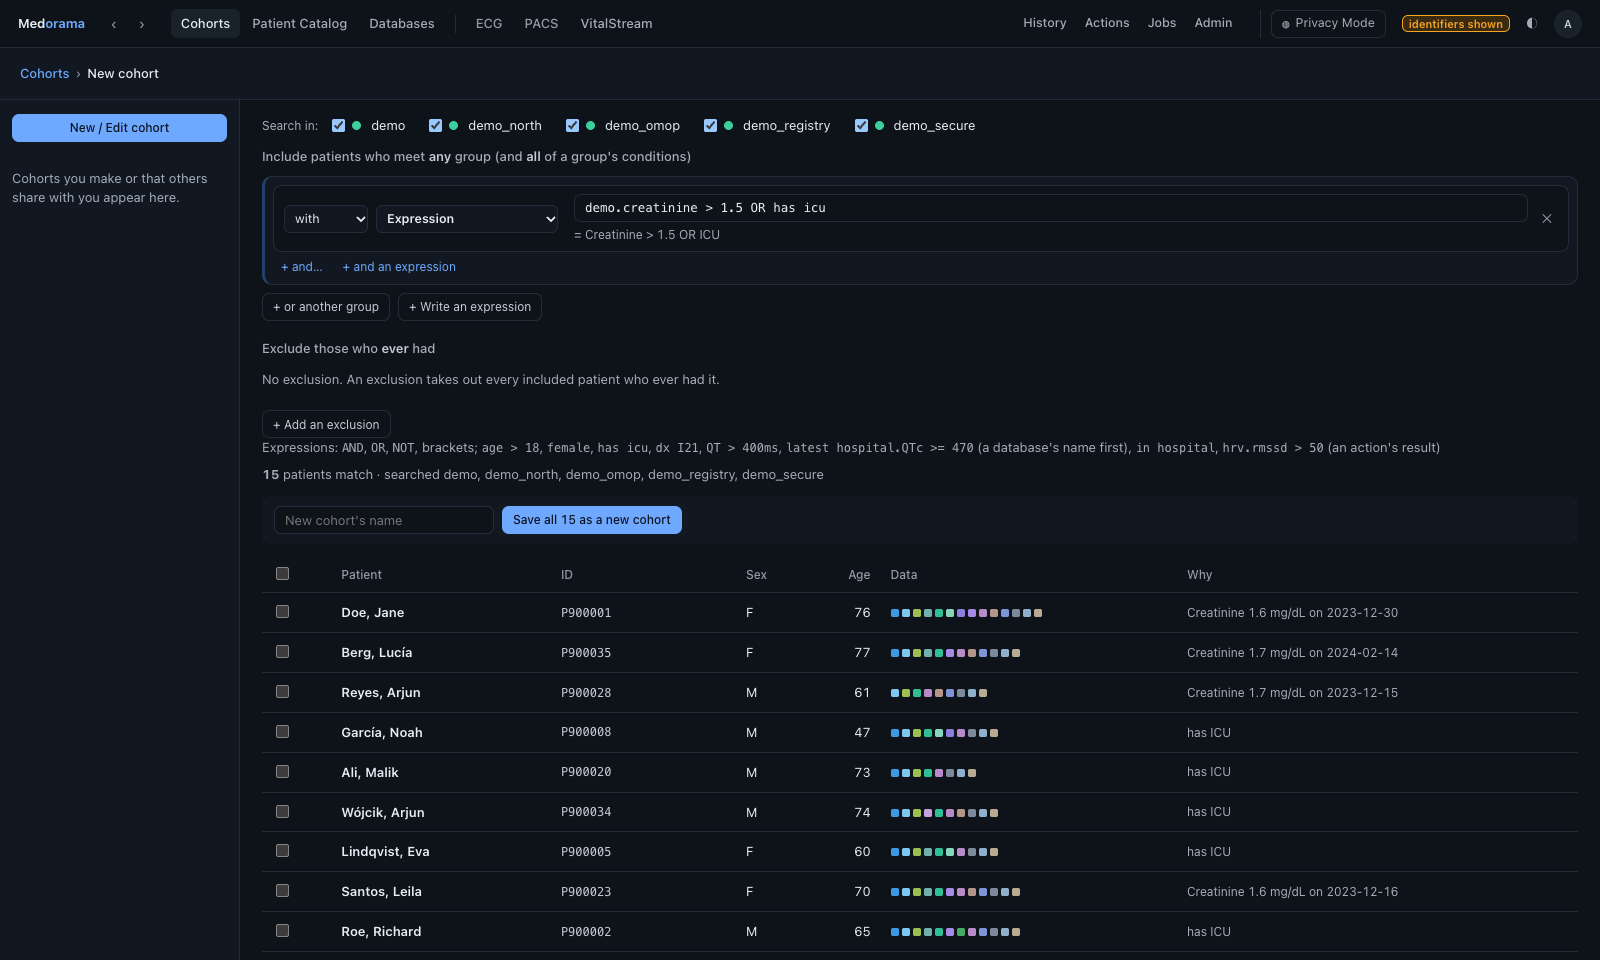 Medorama ‹ › Cohorts Patient Catalog Databases ECG PACS VitalStream History Actions Jobs Admin Privacy Mode identifiers shown A
Cohorts › New cohort
New / Edit cohort
Cohorts you make or that others
share with you appear here.
Search in: demo demo_north demo_omop demo_registry demo_secure
Include patients who meet any group (and all of a group's conditions)
with Expression demo.creatinine > 1.5 OR has icu ×
= Creatinine > 1.5 OR ICU
+ and... + and an expression
+ or another group + Write an expression
Exclude those who ever had
No exclusion. An exclusion takes out every included patient who ever had it.
+ Add an exclusion
Expressions: AND, OR, NOT, brackets; age > 18, female, has icu, dx I21, QT > 400ms, latest hospital.QTc >= 470 (a database's name first), in hospital, hrv.rmssd > 50 (an action's result)
15 patients match · searched demo, demo_north, demo_omop, demo_registry, demo_secure
New cohort's name Save all 15 as a new cohort
Patient ID Sex Age Data Why
Doe, Jane P900001 F 76 Creatinine 1.6 mg/dL on 2023-12-30
Berg, Lucía P900035 F 77 Creatinine 1.7 mg/dL on 2024-02-14
Reyes, Arjun P900028 M 61 Creatinine 1.7 mg/dL on 2023-12-15
García, Noah P900008 M 47 has ICU
Ali, Malik P900020 M 73 has ICU
Wójcik, Arjun P900034 M 74 has ICU
Lindqvist, Eva P900005 F 60 has ICU
Santos, Leila P900023 F 70 Creatinine 1.6 mg/dL on 2023-12-16
Roe, Richard P900002 M 65 has ICU